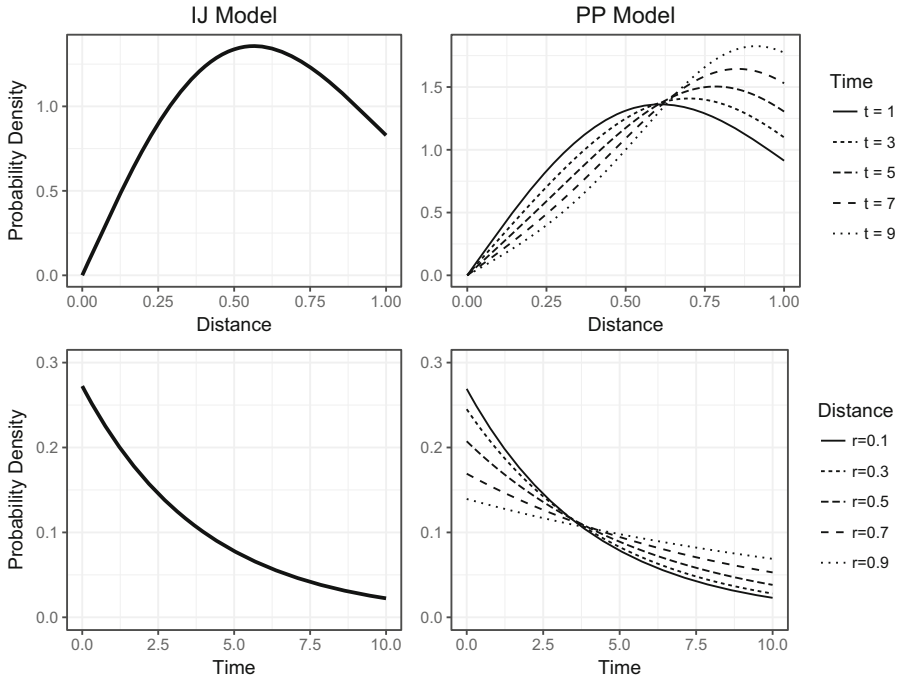 IJ Model
PP Model
Probability Density
1.0
0.5
0.0
0.00 0.25 0.50 0.75 1.00
Distance
1.5
1.0
0.5
0.0
0.00 0.25 0.50 0.75 1.00
Distance
Time
t = 1
t = 3
t = 5
t = 7
t = 9
Probability Density
0.3
0.2
0.1
0.0
0.0 2.5 5.0 7.5 10.0
Time
0.3
0.2
0.1
0.0
0.0 2.5 5.0 7.5 10.0
Time
Distance
r=0.1
r=0.3
r=0.5
r=0.7
r=0.9